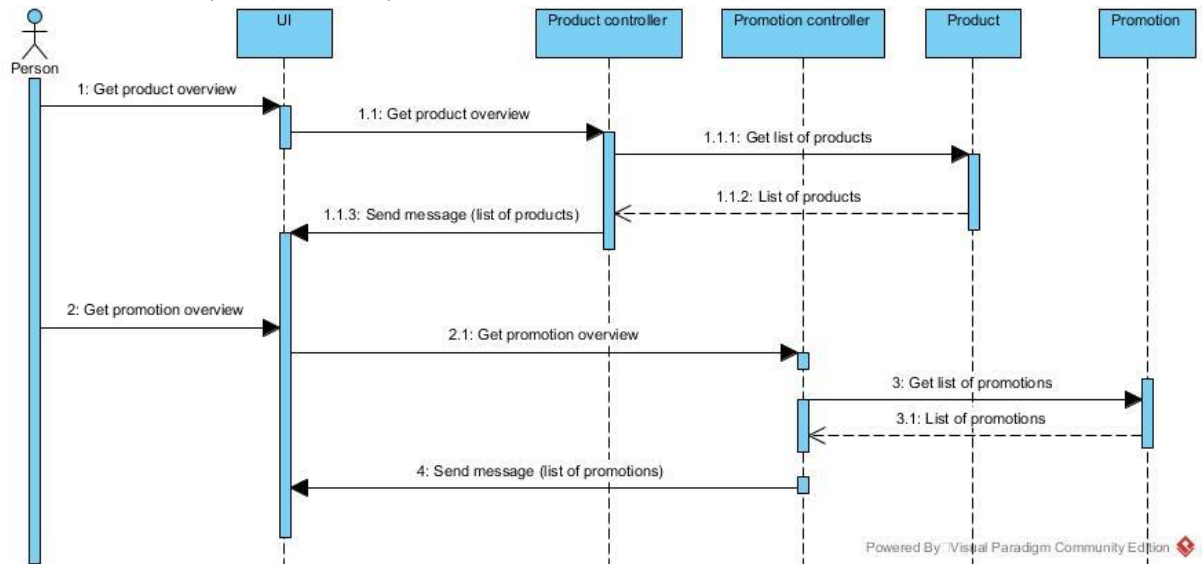 UI
Product controller
Promotion controller
Product
Promotion
Person
1: Get product overview
1.1: Get product overview
1.1.1: Get list of products
1.1.2: List of products
1.1.3: Send message (list of products)
2: Get promotion overview
2.1: Get promotion overview
3: Get list of promotions
3.1: List of promotions
4: Send message (list of promotions)
Powered By Visual Paradigm Community Edition